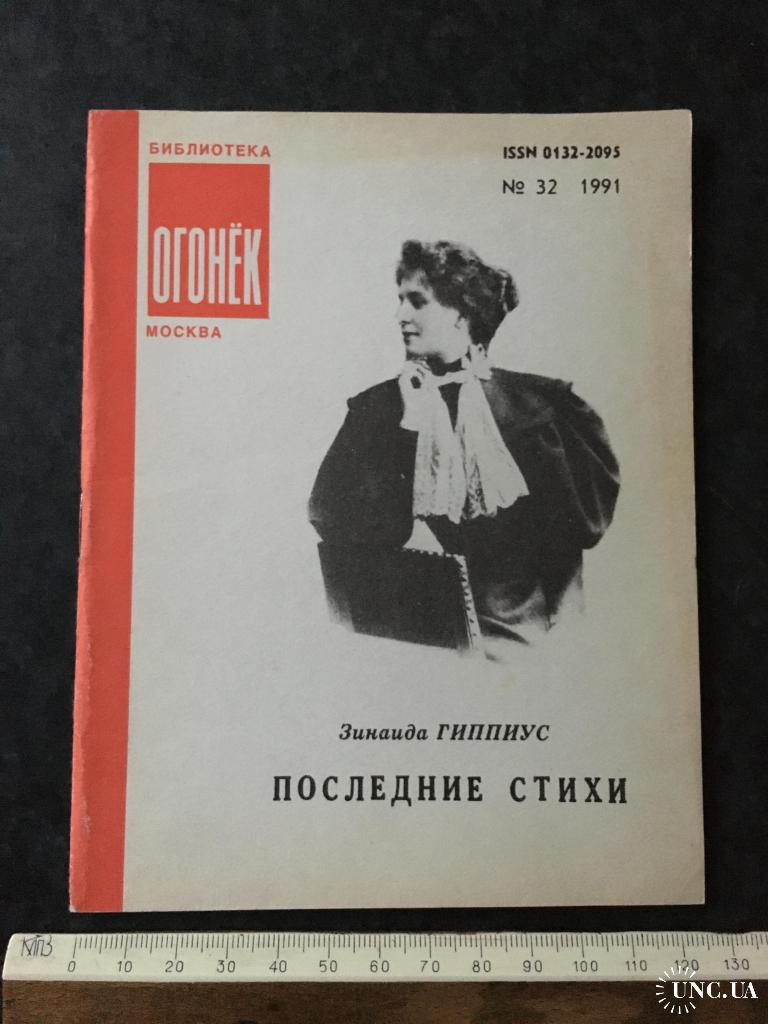 БИБЛИОТЕКА
ОГОНЁК
МОСКВА
ISSN 0132-2095
№ 32 1991
Зинаида ГИППИУС
ПОСЛЕДНИЕ СТИХИ
0 10 20 30 40 50 60 70 80 90 100 110 120 130
UNC.UA